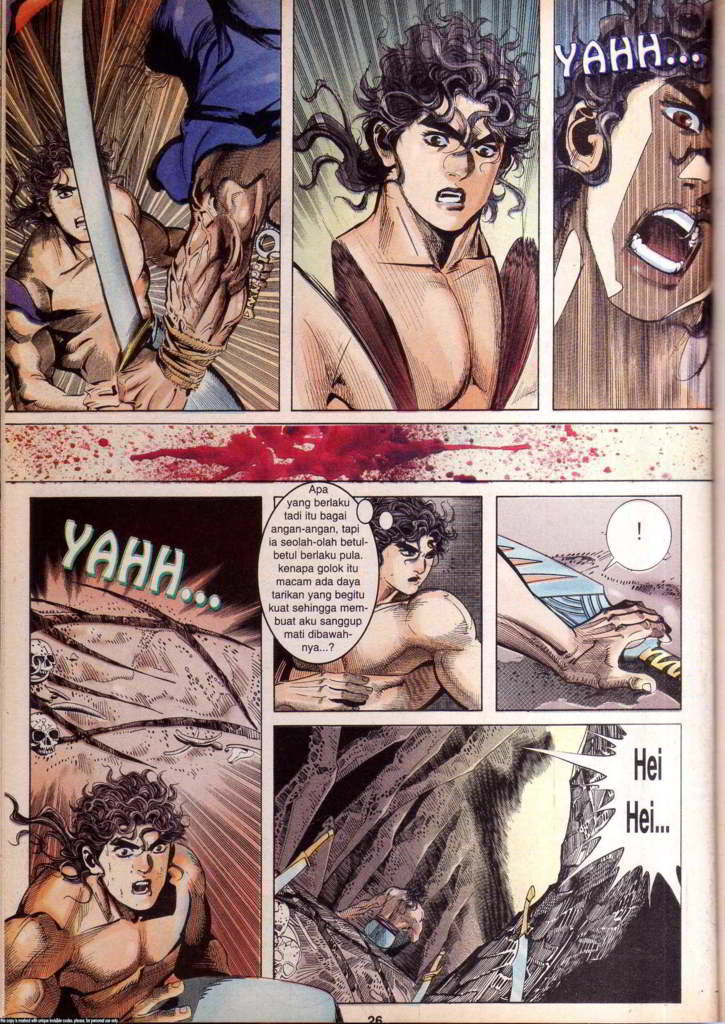 YAHH...
YAHH...
Apa
yang berlaku
tadi itu bagai
angan-angan, tapi
ia seolah-olah betul-
betul berlaku pula.
kenapa golok itu
macam ada daya
tarikan yang begitu
kuat sehingga mem-
buat aku sanggup
mati dibawah-
nya...?
!
Hei
Hei...
26